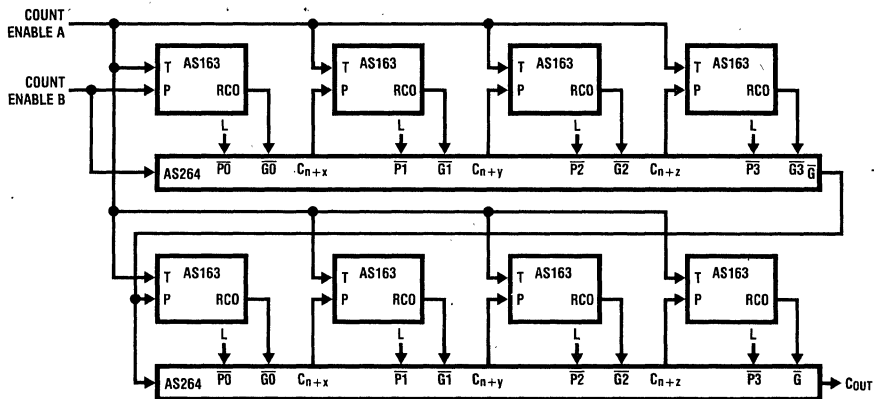 COUNT
ENABLE A
COUNT
ENABLE B
T AS163
P RCO
T AS163
P RCO
T AS163
P RCO
T AS163
P RCO
L L L L
AS264 P0 G0 Cn+x P1 G1 Cn+y P2 G2 Cn+z P3 G3 G
T AS163
P RCO
T AS163
P RCO
T AS163
P RCO
T AS163
P RCO
L L L L
AS264 P0 G0 Cn+x P1 G1 Cn+y P2 G2 Cn+z P3 G COUT